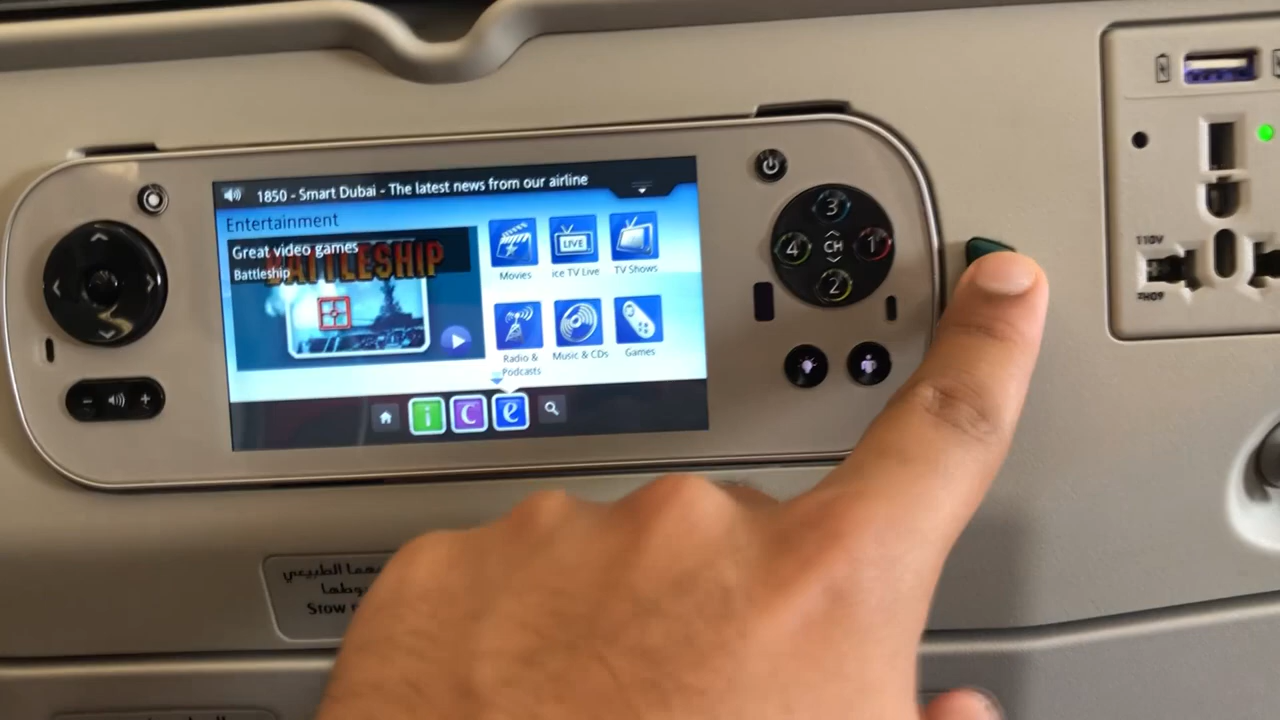 1850 - Smart Dubai - The latest news from our airline
Entertainment
Great video games
Battleship
BATTLESHIP
Movies
ice TV Live
TV Shows
LIVE
Radio & Podcasts
Music & CDs
Games
i
C
e
3
4
CH
1
2
110V
60Hz
Stow